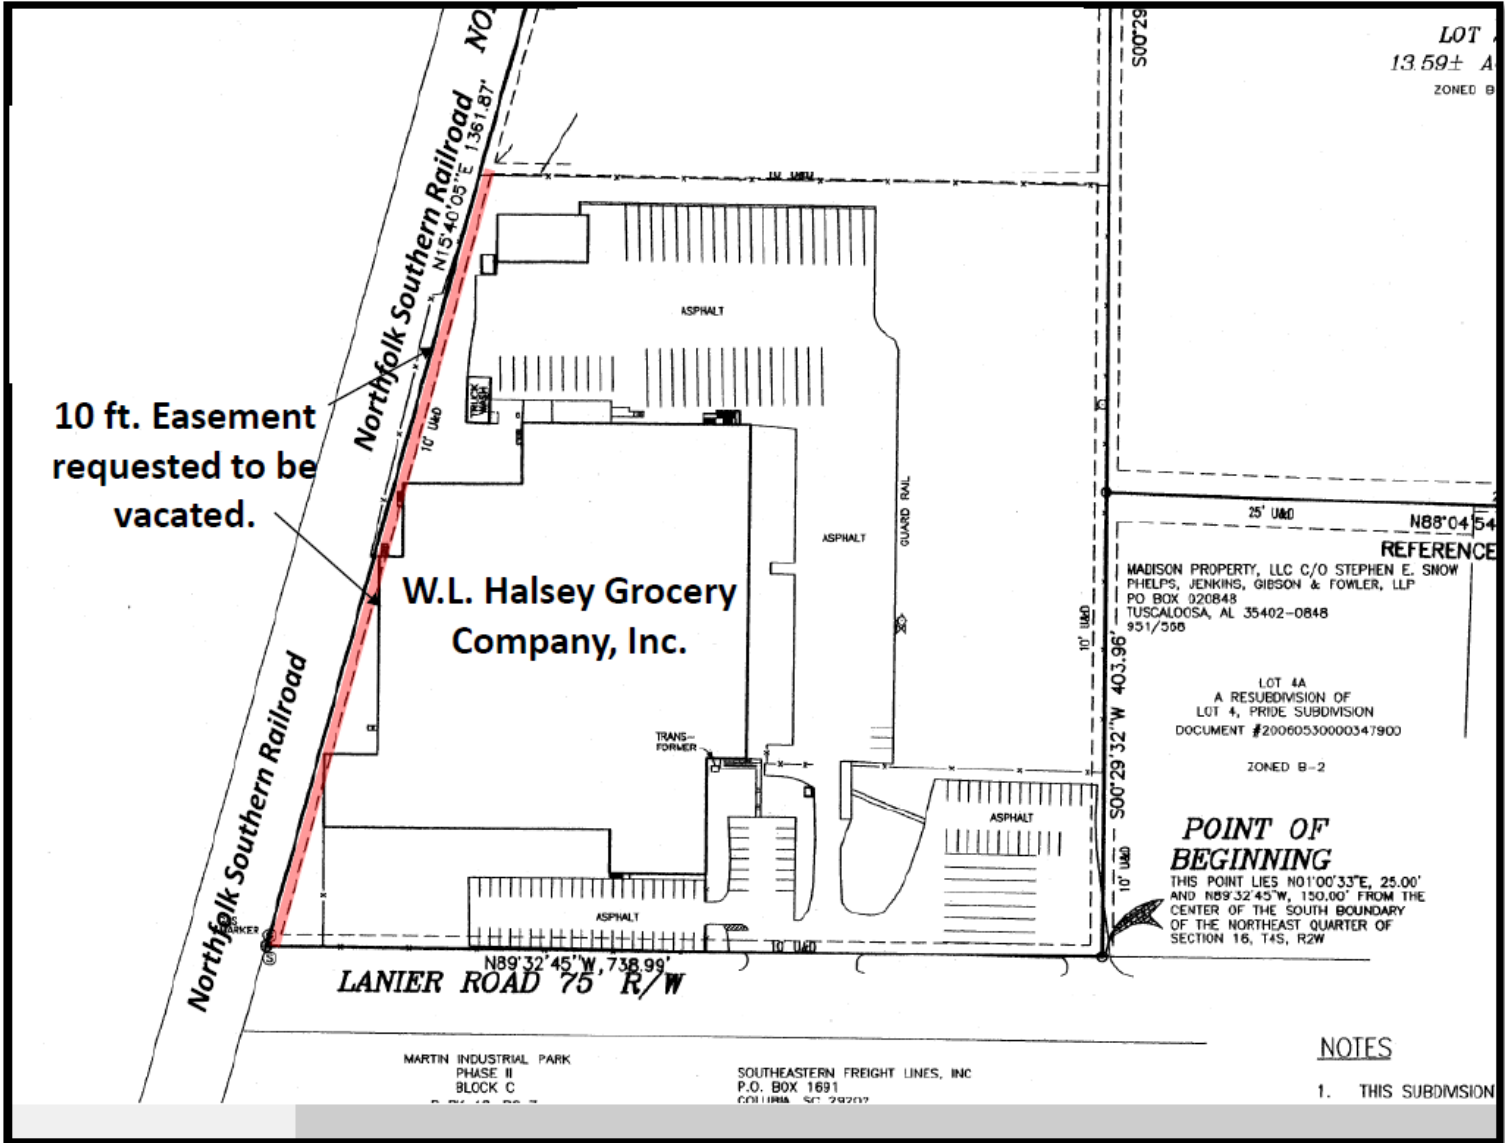 NO
S00°29
LOT
13.59± A
ZONED B
Northfolk Southern Railroad
N15°40'05"E 1361.87'
10' U&D
ASPHALT
TRUCK
WASH
10' U&D
10 ft. Easement
requested to be
vacated.
GUARD RAIL
ASPHALT
25' U&D
N88°04'54
REFERENCE
MADISON PROPERTY, LLC C/O STEPHEN E. SNOW
PHELPS, JENKINS, GIBSON & FOWLER, LLP
PO BOX 020848
TUSCALOOSA, AL 35402-0848
951/568
W.L. Halsey Grocery
Company, Inc.
10' U&D
S00°29'32"W 403.96'
LOT 4A
A RESUBDIVISION OF
LOT 4, PRIDE SUBDIVISION
DOCUMENT #20060530000347900
ZONED B-2
TRANS-
FORMER
Northfolk Southern Railroad
ASPHALT
POINT OF
BEGINNING
THIS POINT LIES N01°00'33"E, 25.00'
AND N89°32'45"W, 150.00' FROM THE
CENTER OF THE SOUTH BOUNDARY
OF THE NORTHEAST QUARTER OF
SECTION 16, T4S, R2W
10' U&D
ASPHALT
10 U&D
N89°32'45"W, 738.99'
LANIER ROAD 75' R/W
MARTIN INDUSTRIAL PARK
PHASE II
BLOCK C
SOUTHEASTERN FREIGHT LINES, INC
P.O. BOX 1691
COLUMBIA, SC 29202
NOTES
1. THIS SUBDIVISION